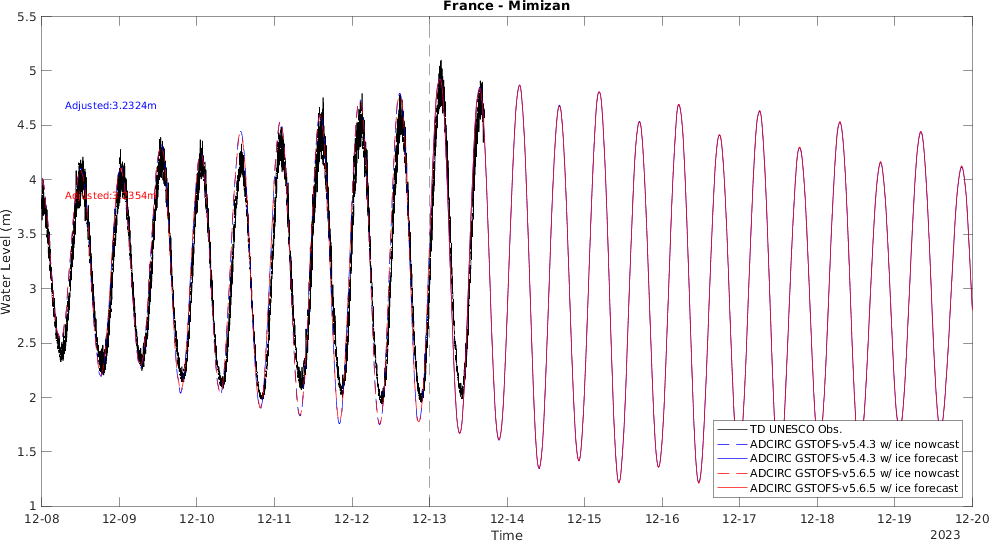 France - Mimizan
5.5
5
4.5
4
3.5
3
2.5
2
1.5
1
Water Level (m)
Adjusted:3.2324m
TD UNESCO Obs.
ADCIRC GSTOFS-v5.4.3 w/ ice nowcast
ADCIRC GSTOFS-v5.4.3 w/ ice forecast
ADCIRC GSTOFS-v5.6.5 w/ ice nowcast
ADCIRC GSTOFS-v5.6.5 w/ ice forecast
12-08 12-09 12-10 12-11 12-12 12-13 12-14 12-15 12-16 12-17 12-18 12-19 12-20
Time
2023